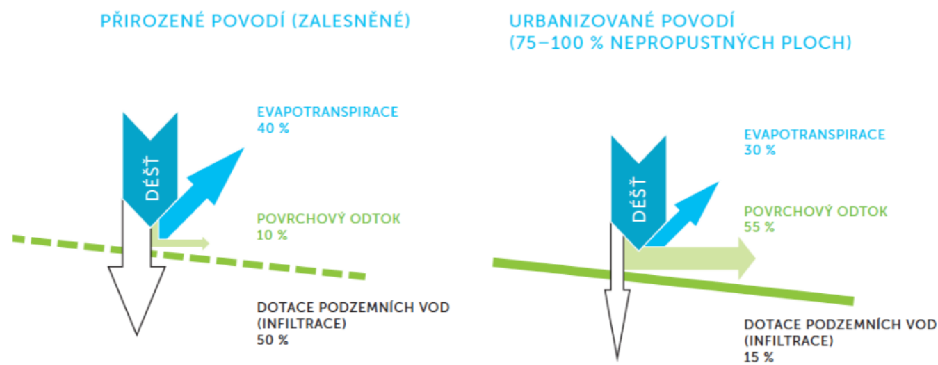 PŘIROZENÉ POVODÍ (ZALESNĚNÉ)
EVAPOTRANSPIRACE
40 %
DÉŠŤ
POVRCHOVÝ ODTOK
10 %
DOTACE PODZEMNÍCH VOD
(INFILTRACE)
50 %
URBANIZOVANÉ POVODÍ
(75–100 % NEPROPUSTNÝCH PLOCH)
EVAPOTRANSPIRACE
30 %
DÉŠŤ
POVRCHOVÝ ODTOK
55 %
DOTACE PODZEMNÍCH VOD
(INFILTRACE)
15 %